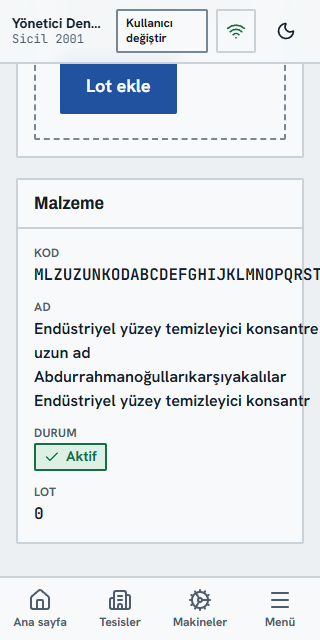 Yönetici Den...
Sicil 2001
Kullanıcı
değiştir
Lot ekle
Malzeme
KOD
MLZUZUNKODABCDEFGHIJKLMNOPQRST
AD
Endüstriyel yüzey temizleyici konsantre
uzun ad
Abdurrahmanoğullarıkarşıyakalılar
Endüstriyel yüzey temizleyici konsantr
DURUM
Aktif
LOT
0
Ana sayfa
Tesisler
Makineler
Menü